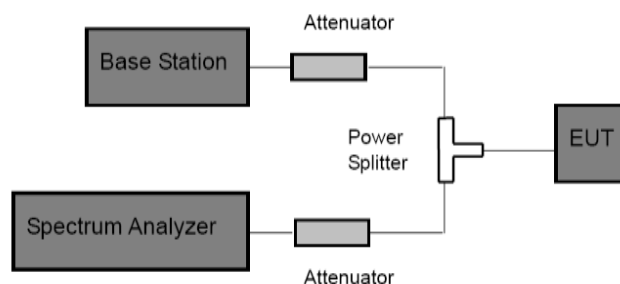 Attenuator
Base Station
Power
Splitter
EUT
Spectrum Analyzer
Attenuator